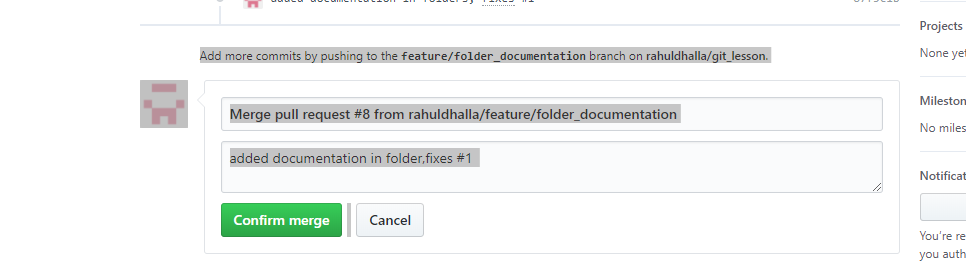 added documentation in folders, fixes #1
Add more commits by pushing to the feature/folder_documentation branch on rahuldhalla/git_lesson.
Merge pull request #8 from rahuldhalla/feature/folder_documentation
added documentation in folder,fixes #1
Confirm merge
Cancel
Projects
None yet
Mileston
No miles
Notificat
You're re
you auth